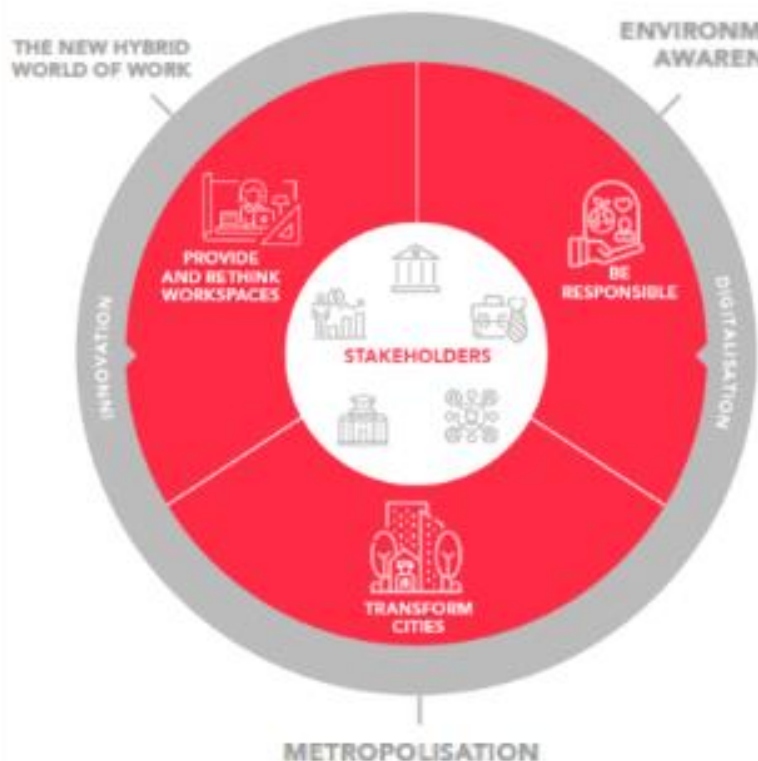 THE NEW HYBRID
WORLD OF WORK
ENVIRONM
AWAREN
PROVIDE
AND RETHINK
WORKSPACES
BE
RESPONSIBLE
INNOVATION
DIGITALISATION
STAKEHOLDERS
TRANSFORM
CITIES
METROPOLISATION